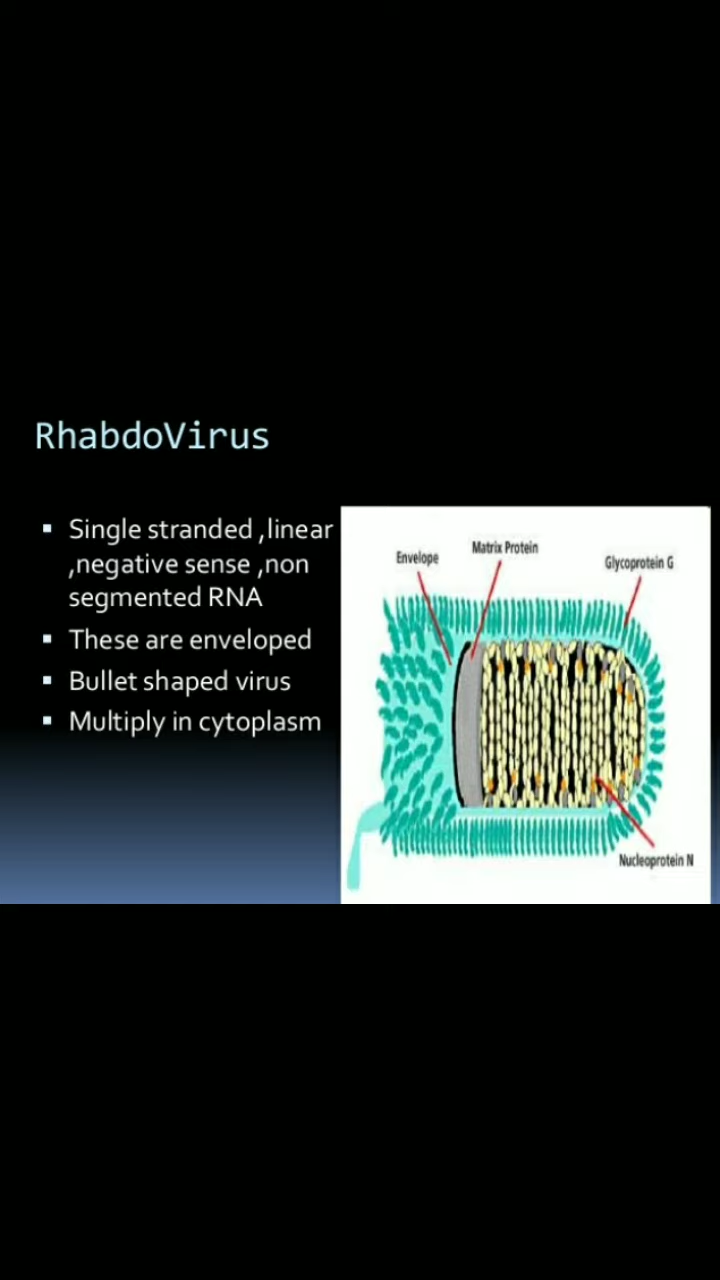 RhabdoVirus
▪ Single stranded ,linear
,negative sense ,non
segmented RNA
▪ These are enveloped
▪ Bullet shaped virus
▪ Multiply in cytoplasm
Envelope
Matrix Protein
Glycoprotein G
Nucleoprotein N